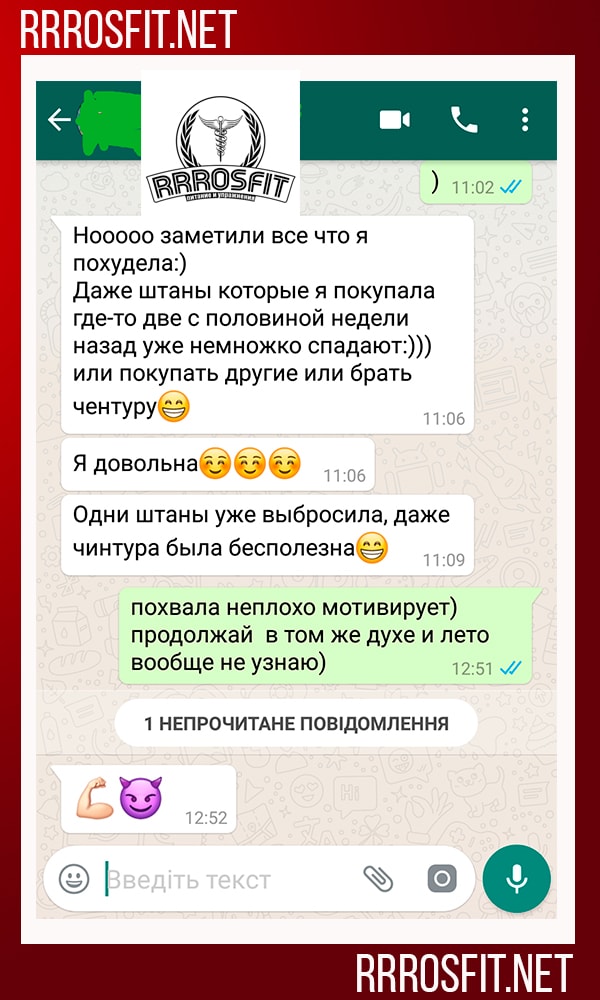 RRROSFIT.NET
RRROSFIT
питание и упражнения
) 11:02
Нооооо заметили все что я
похудела:)
Даже штаны которые я покупала
где-то две с половиной недели
назад уже немножко спадают:)))
или покупать другие или брать
чентуру😁
11:06
Я довольна☺️☺️☺️ 11:06
Одни штаны уже выбросила, даже
чинтура была бесполезна😁
11:09
похвала неплохо мотивирует)
продолжай в том же духе и лето
вообще не узнаю) 12:51
1 НЕПРОЧИТАНЕ ПОВІДОМЛЕННЯ
💪🏻😈 12:52
Введіть текст
RRROSFIT.NET